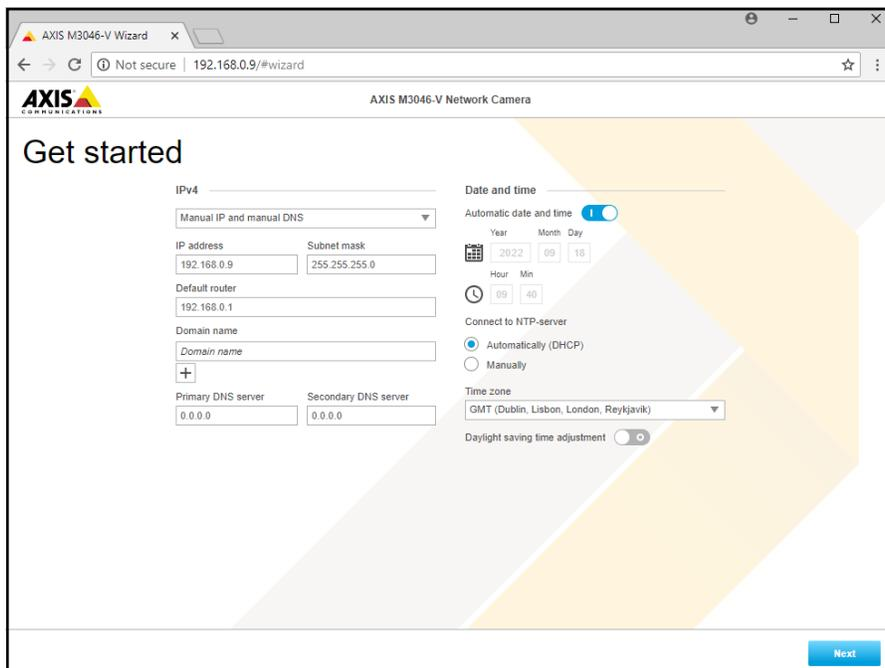 AXIS M3046-V Wizard
Not secure | 192.168.0.9/#wizard
AXIS
COMMUNICATIONS
AXIS M3046-V Network Camera
Get started
IPv4
Manual IP and manual DNS
IP address Subnet mask
192.168.0.9 255.255.255.0
Default router
192.168.0.1
Domain name
Domain name
Primary DNS server Secondary DNS server
0.0.0.0 0.0.0.0
Date and time
Automatic date and time
Year Month Day
2022 09 18
Hour Min
09 40
Connect to NTP-server
Automatically (DHCP)
Manually
Time zone
GMT (Dublin, Lisbon, London, Reykjavik)
Daylight saving time adjustment
Next